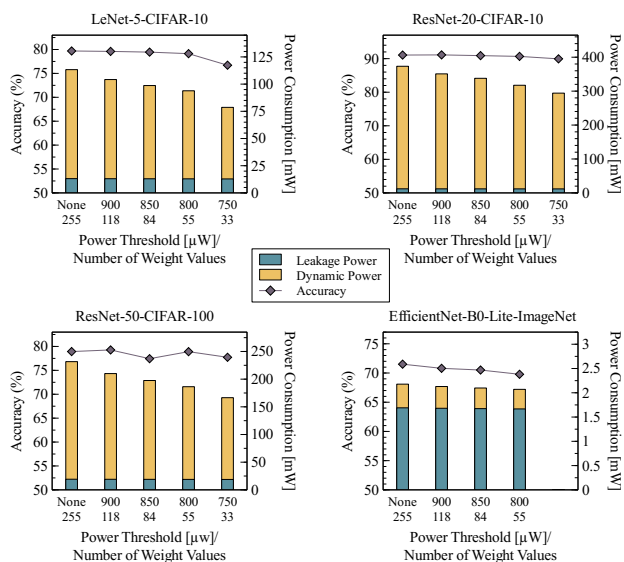 LeNet-5-CIFAR-10
80
75
70
65
60
55
50
Accuracy (%)
125
100
75
50
25
0
Power Consumption [mW]
None 900 850 800 750
255 118 84 55 33
Power Threshold [µW]/
Number of Weight Values
ResNet-20-CIFAR-10
90
80
70
60
50
Accuracy (%)
400
300
200
100
0
Power Consumption [mW]
None 900 850 800 750
255 118 84 55 33
Power Threshold [µW]/
Number of Weight Values
Leakage Power
Dynamic Power
Accuracy
ResNet-50-CIFAR-100
80
75
70
65
60
55
50
Accuracy (%)
250
200
150
100
50
0
Power Consumption [mW]
None 900 850 800 750
255 118 84 55 33
Power Threshold [µw]/
Number of Weight Values
EfficientNet-B0-Lite-ImageNet
75
70
65
60
55
50
Accuracy (%)
3
2.5
2
1.5
1
0.5
0
Power Consumption [mW]
None 900 850 800
255 118 84 55
Power Threshold [µW]/
Number of Weight Values